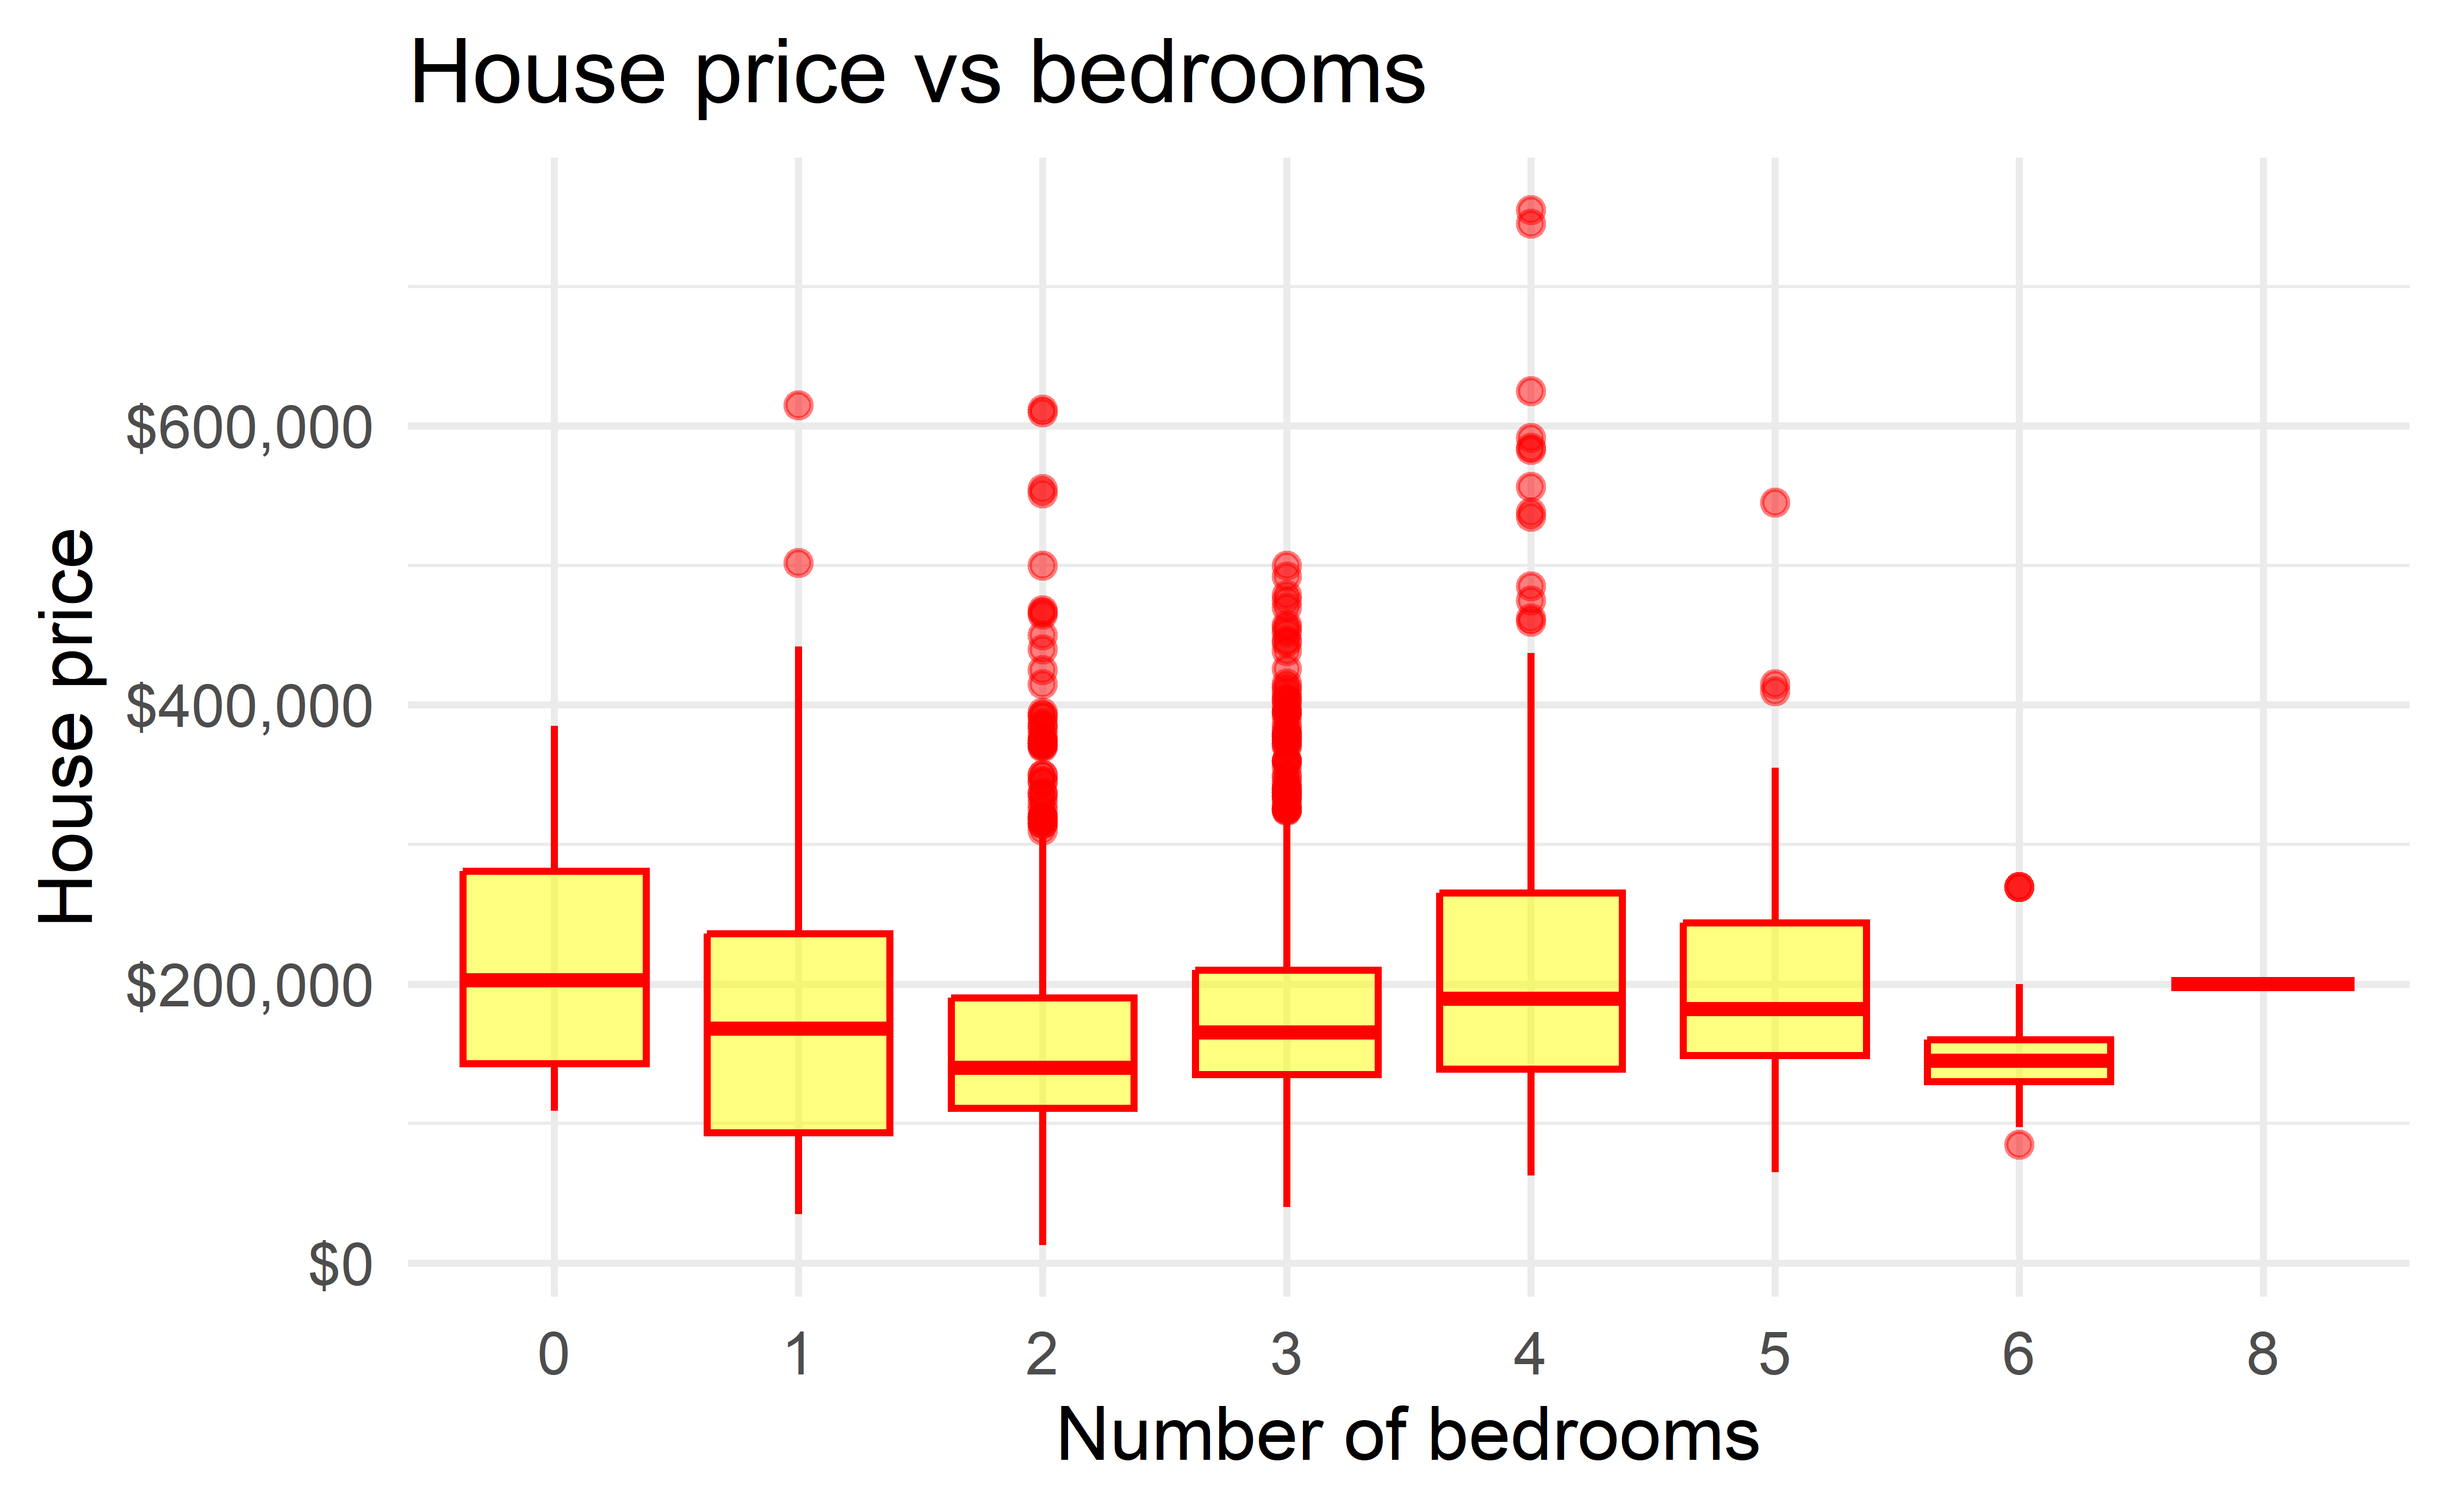 House price vs bedrooms
House price
$600,000
$400,000
$200,000
$0
0 1 2 3 4 5 6 8
Number of bedrooms